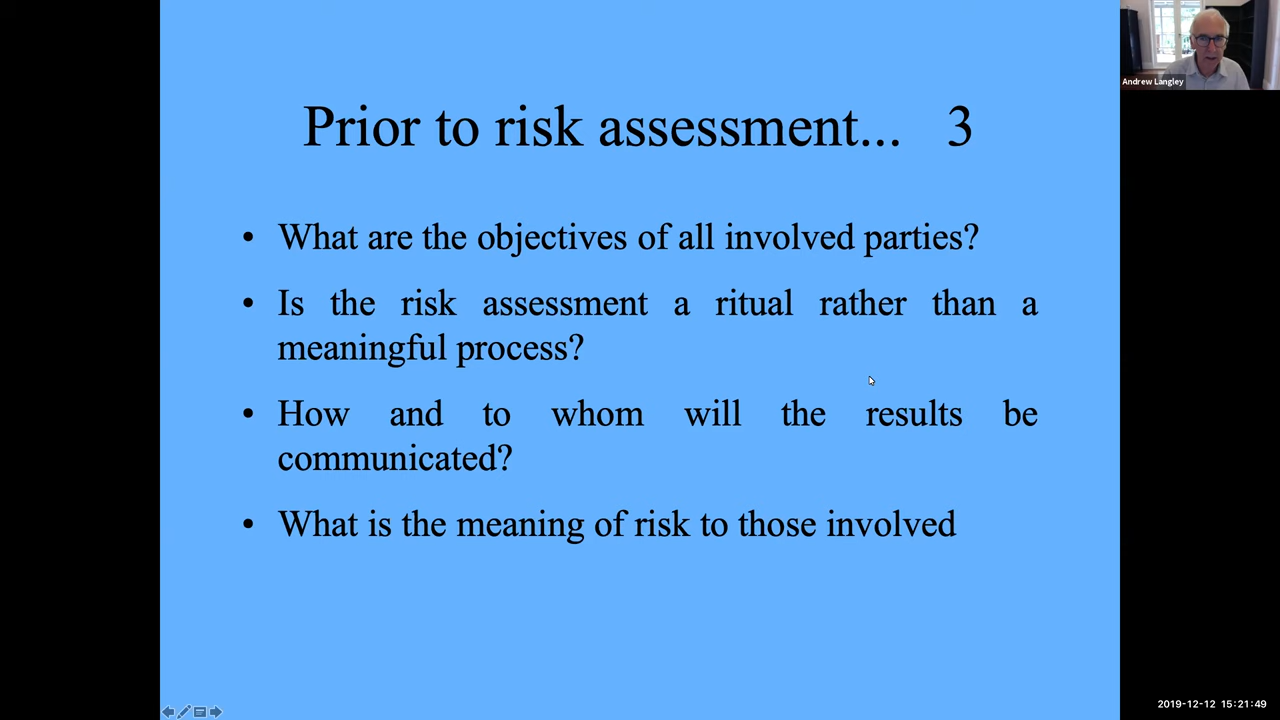 Prior to risk assessment... 3
Andrew Langley
• What are the objectives of all involved parties?
• Is the risk assessment a ritual rather than a
meaningful process?
• How and to whom will the results be
communicated?
• What is the meaning of risk to those involved
2019-12-12 15:21:49